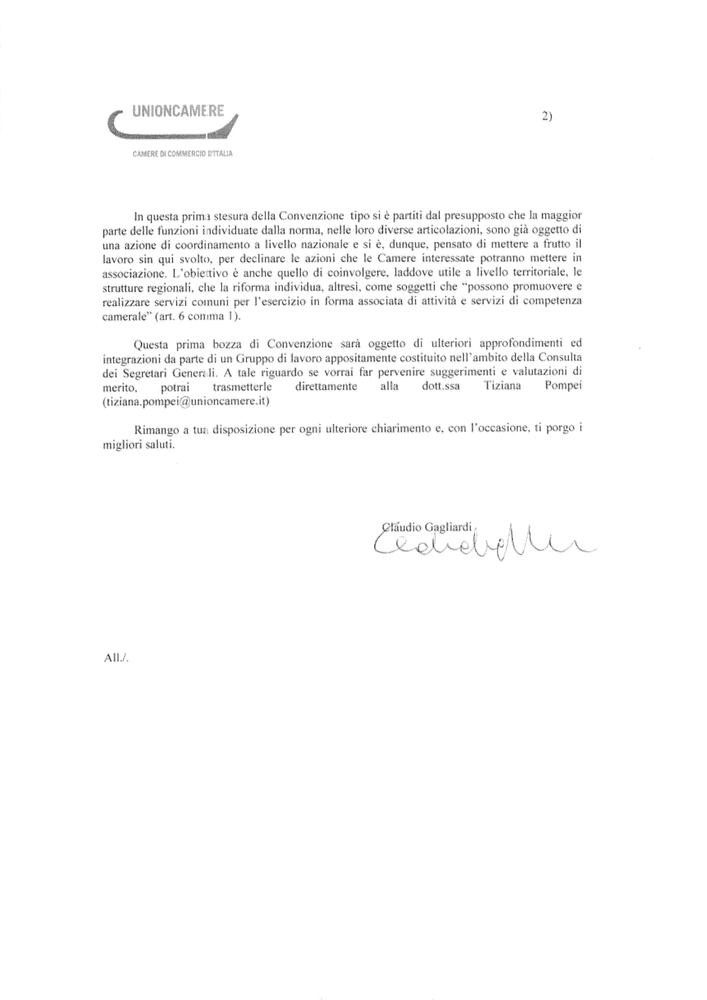 UNIONCAMERE
2)
CAMERE DI COMMERCIO D'ITALIA
In questa prima stesura della Convenzione tipo si è partiti dal presupposto che la maggior
parte delle funzioni individuate dalla norma, nelle loro diverse articolazioni, sono già oggetto di
una azione di coordinamento a livello nazionale e si è, dunque, pensato di mettere a frutto il
lavoro sin qui svolto, per declinare le azioni che le Camere interessate potranno mettere in
associazione. L'obiettivo è anche quello di coinvolgere, laddove utile a livello territoriale, le
strutture regionali, che la riforma individua, altresì, come soggetti che “possono promuovere e
realizzare servizi comuni per l'esercizio in forma associata di attività e servizi di competenza
camerale” (art. 6 comma 1).
Questa prima bozza di Convenzione sarà oggetto di ulteriori approfondimenti ed
integrazioni da parte di un Gruppo di lavoro appositamente costituito nell'ambito della Consulta
dei Segretari Generali. A tale riguardo se vorrai far pervenire suggerimenti e valutazioni di
merito, potrai trasmetterle direttamente alla dott.ssa Tiziana Pompei
(tiziana.pompei@unioncamere.it)
Rimango a tua disposizione per ogni ulteriore chiarimento e, con l'occasione, ti porgo i
migliori saluti.
Claudio Gagliardi
All./.